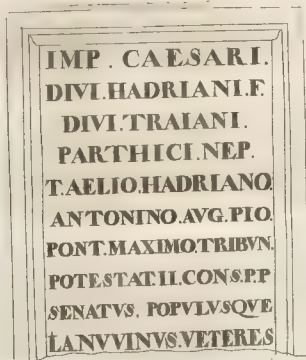 IMP. CAESARI.
DIVI.HADRIANI.F.
DIVI.TRAIANI.
PARTHICI.NEP.
T.AELIO.HADRIANO.
ANTONINO.AVG.PIO.
PONT.MAXIMO.TRIBVN.
POTESTAT.II.CONS.P.P
SENATVS, POPVLVSQVE
LANVVINVS.VETERES